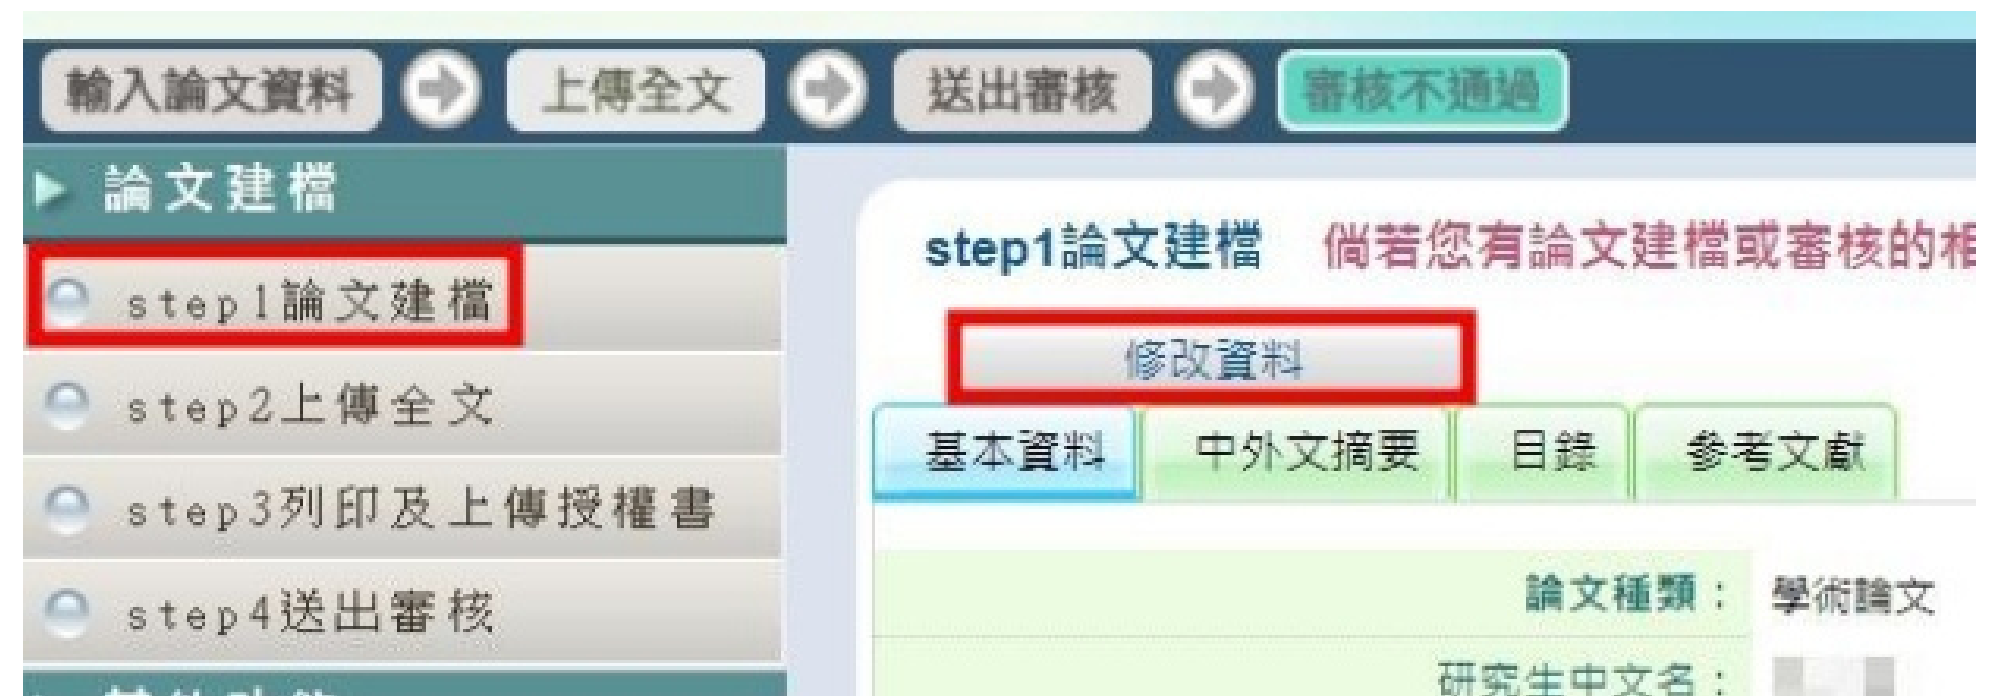 輸入論文資料 上傳全文 送出審核 審核不通過
論文建檔
step1論文建檔
step2上傳全文
step3列印及上傳授權書
step4送出審核
step1論文建檔 倘若您有論文建檔或審核的相
修改資料
基本資料 中外文摘要 目錄 參考文獻
論文種類： 學術論文
研究生中文名：